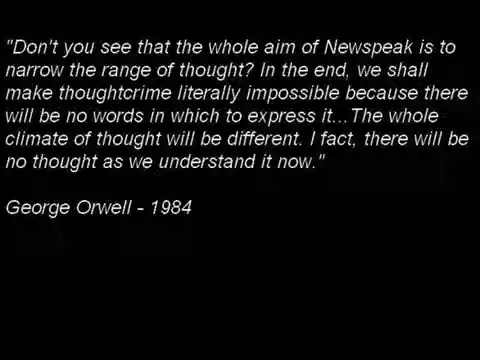 "Don't you see that the whole aim of Newspeak is to
narrow the range of thought? In the end, we shall
make thoughtcrime literally impossible because there
will be no words in which to express it...The whole
climate of thought will be different. I fact, there will be
no thought as we understand it now."
George Orwell - 1984